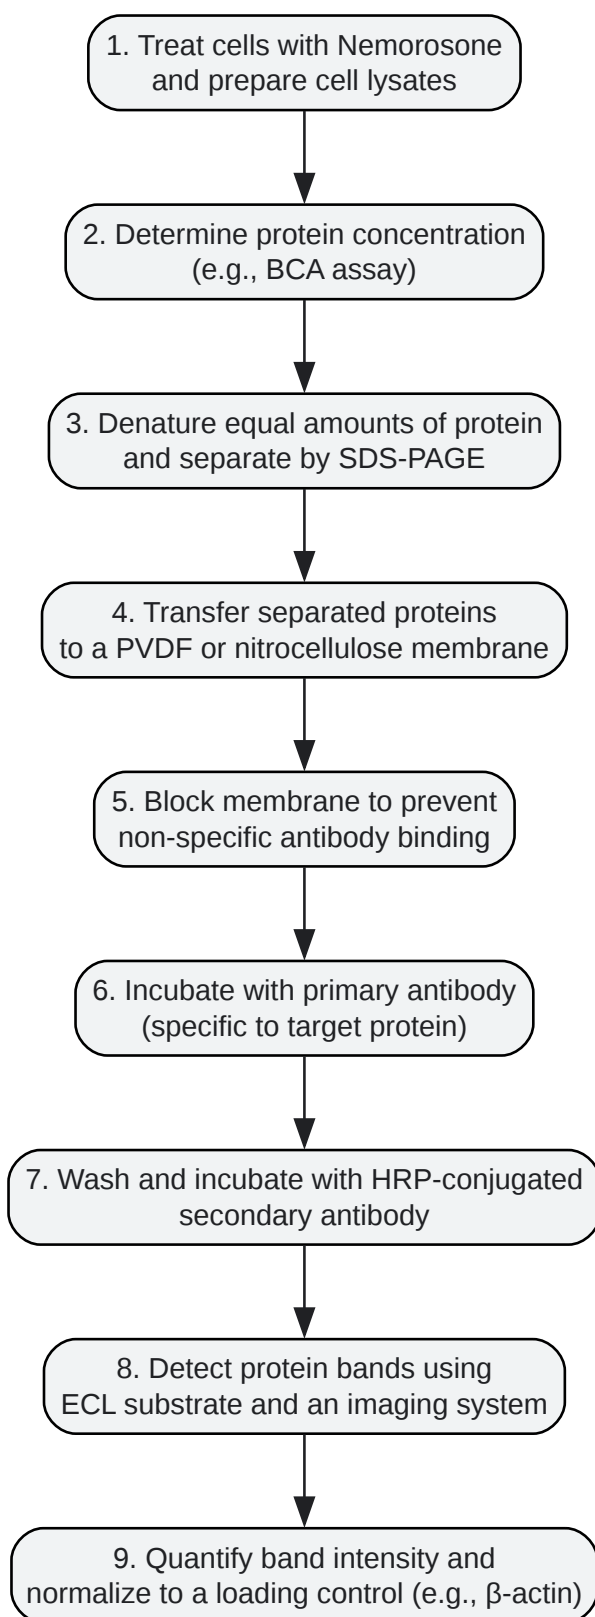 1. Treat cells with Nemorosone
and prepare cell lysates
2. Determine protein concentration
(e.g., BCA assay)
3. Denature equal amounts of protein
and separate by SDS-PAGE
4. Transfer separated proteins
to a PVDF or nitrocellulose membrane
5. Block membrane to prevent
non-specific antibody binding
6. Incubate with primary antibody
(specific to target protein)
7. Wash and incubate with HRP-conjugated
secondary antibody
8. Detect protein bands using
ECL substrate and an imaging system
9. Quantify band intensity and
normalize to a loading control (e.g., β-actin)